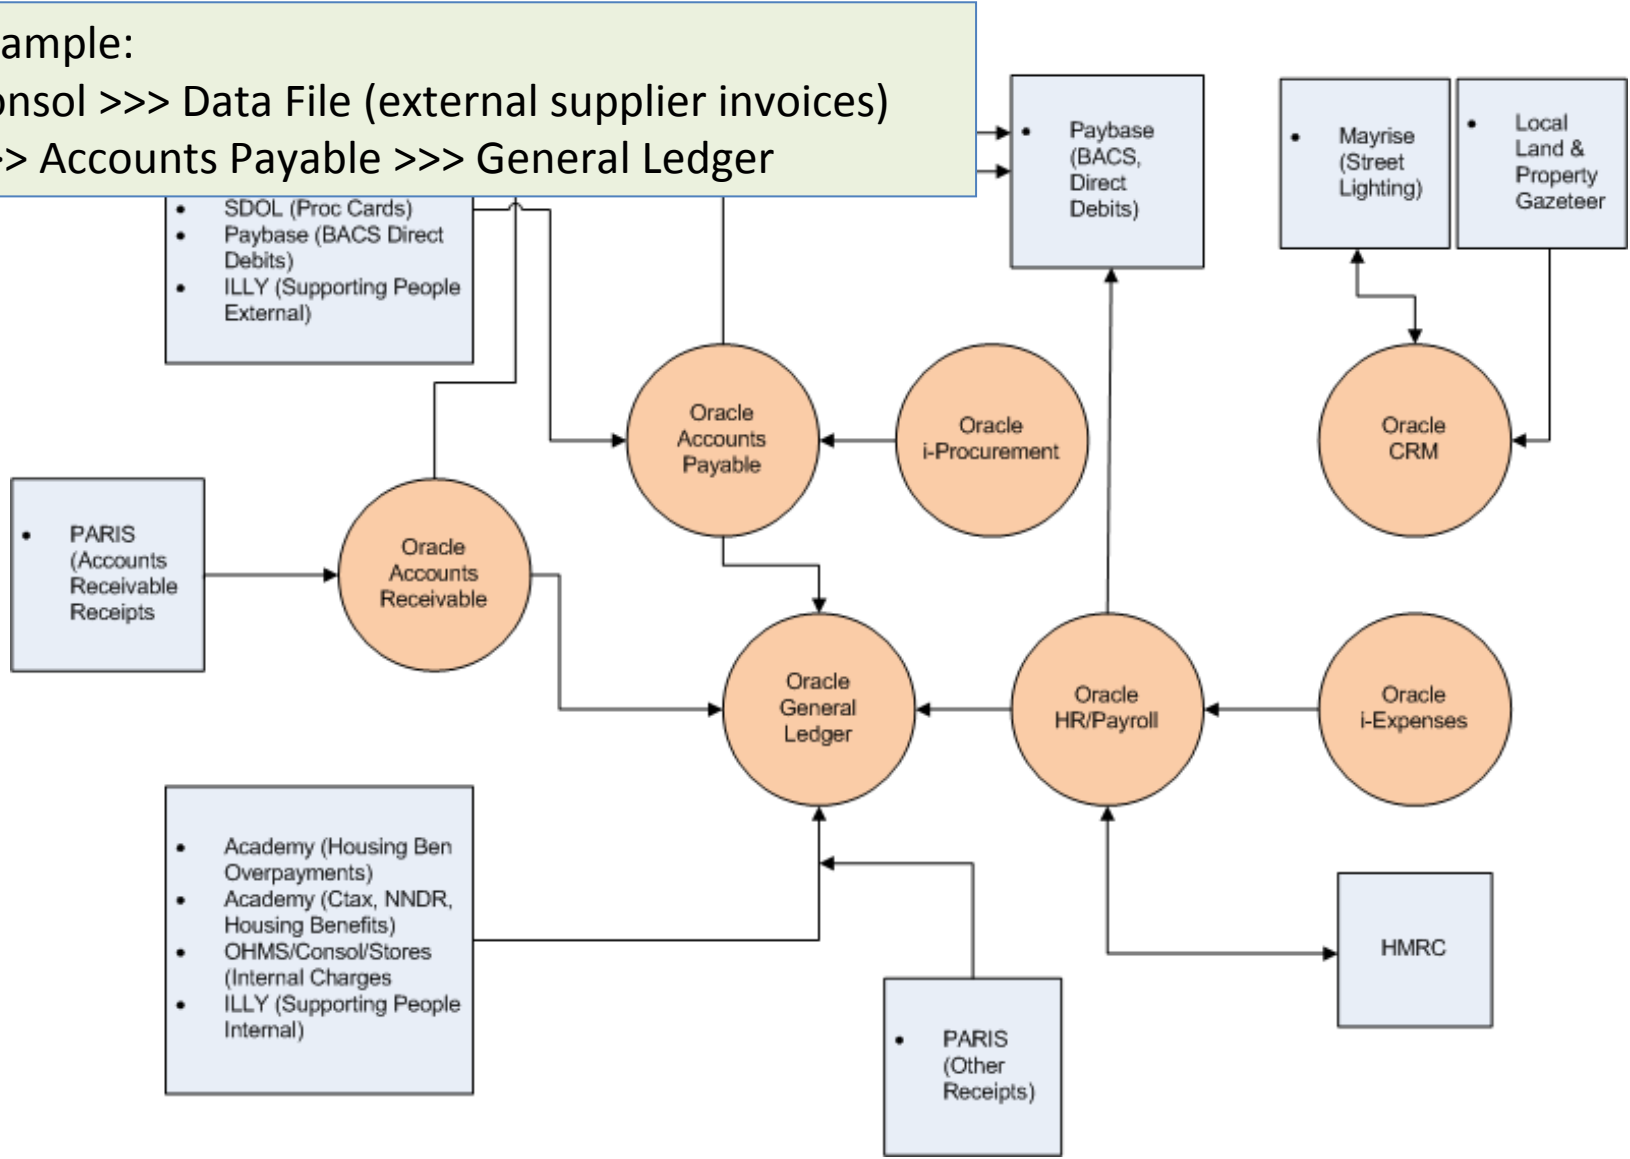 ample:
onsol >>> Data File (external supplier invoices)
> Accounts Payable >>> General Ledger
• SDOL (Proc Cards)
• Paybase (BACS Direct
Debits)
• ILLY (Supporting People
External)
• Paybase
(BACS,
Direct
Debits)
• Mayrise
(Street
Lighting)
• Local
Land &
Property
Gazeteer
Oracle
Accounts
Payable
Oracle
i-Procurement
Oracle
CRM
• PARIS
(Accounts
Receivable
Receipts
Oracle
Accounts
Receivable
Oracle
General
Ledger
Oracle
HR/Payroll
Oracle
i-Expenses
• Academy (Housing Ben
Overpayments)
• Academy (Ctax, NNDR,
Housing Benefits)
• OHMS/Consol/Stores
(Internal Charges
• ILLY (Supporting People
Internal)
HMRC
• PARIS
(Other
Receipts)